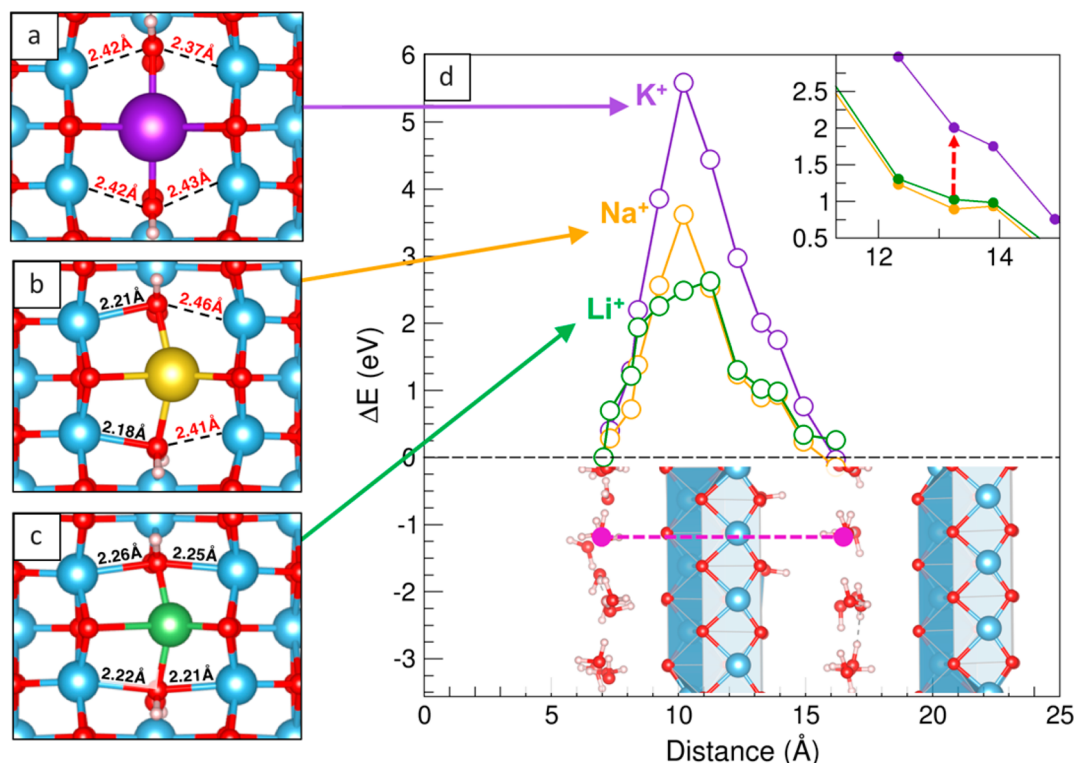 a
2.42Å 2.37Å
2.42Å 2.43Å
b
2.21Å 2.46Å
2.18Å 2.41Å
c
2.26Å 2.25Å
2.22Å 2.21Å
d
K⁺
Na⁺
Li⁺
ΔE (eV)
6
5
4
3
2
1
0
-1
-2
-3
0 5 10 15 20 25
Distance (Å)
2.5
2
1.5
1
0.5
12 14